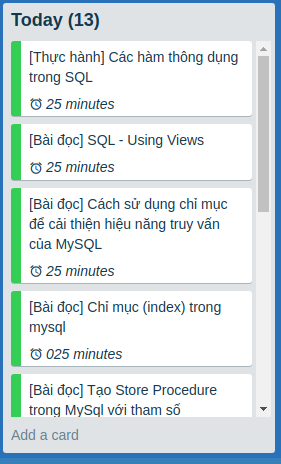 Today (13)
[Thực hành] Các hàm thông dụng
trong SQL
25 minutes
[Bài đọc] SQL - Using Views
25 minutes
[Bài đọc] Cách sử dụng chỉ mục
để cải thiện hiệu năng truy vấn
của MySQL
25 minutes
[Bài đọc] Chỉ mục (index) trong
mysql
025 minutes
[Bài đọc] Tạo Store Procedure
trong MySql với tham số
Add a card